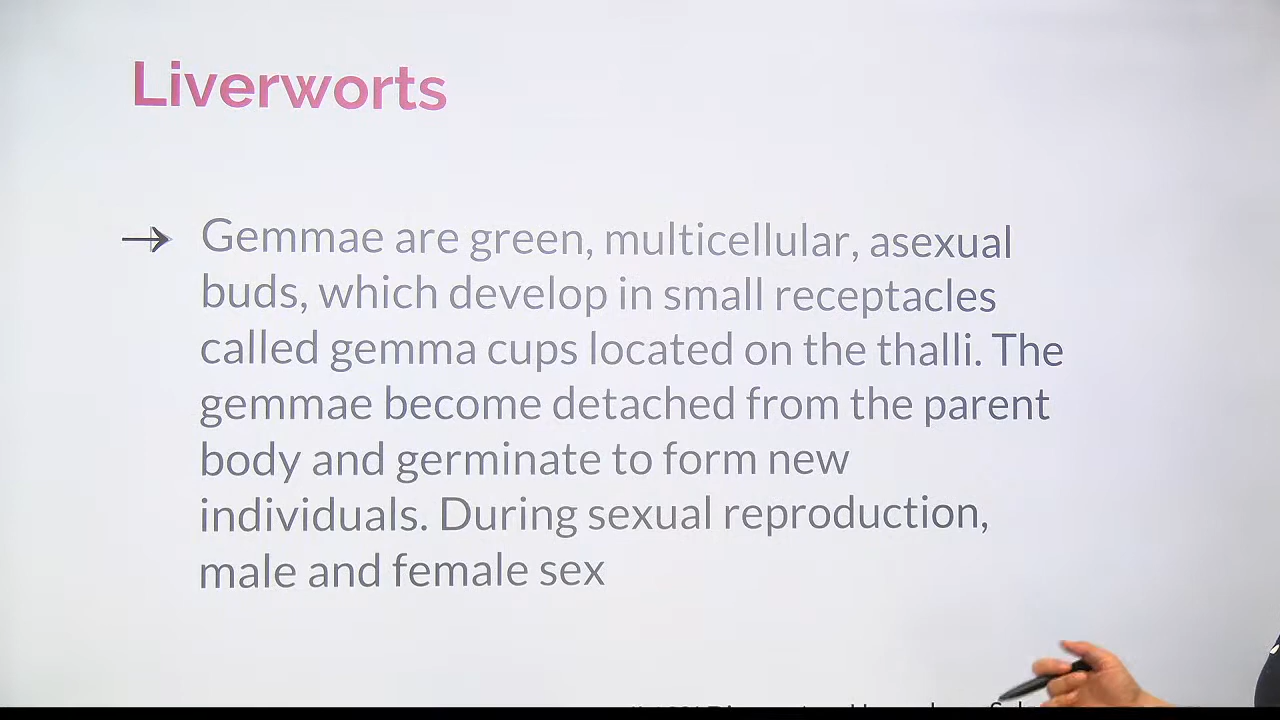 Liverworts
→ Gemmae are green, multicellular, asexual
buds, which develop in small receptacles
called gemma cups located on the thalli. The
gemmae become detached from the parent
body and germinate to form new
individuals. During sexual reproduction,
male and female sex